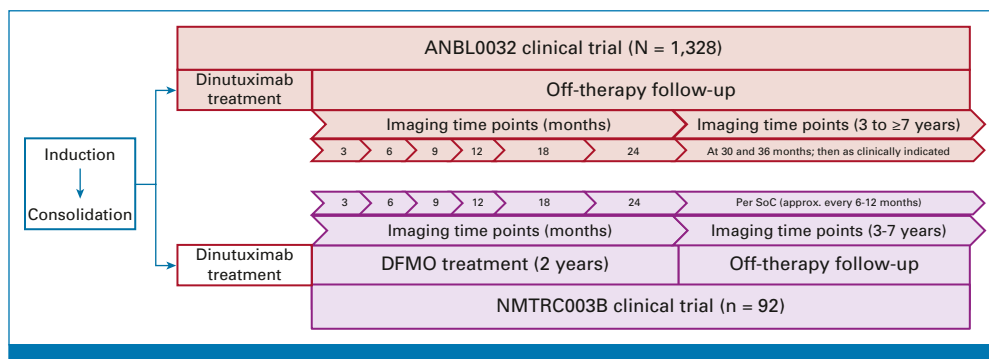 ANBL0032 clinical trial (N = 1,328)
Dinutuximab
treatment
Off-therapy follow-up
Imaging time points (months)
Imaging time points (3 to ≥7 years)
3
6
9
12
18
24
At 30 and 36 months; then as clinically indicated
Induction
Consolidation
3
6
9
12
18
24
Per SoC (approx. every 6-12 months)
Imaging time points (months)
Imaging time points (3-7 years)
Dinutuximab
treatment
DFMO treatment (2 years)
Off-therapy follow-up
NMTRC003B clinical trial (n = 92)